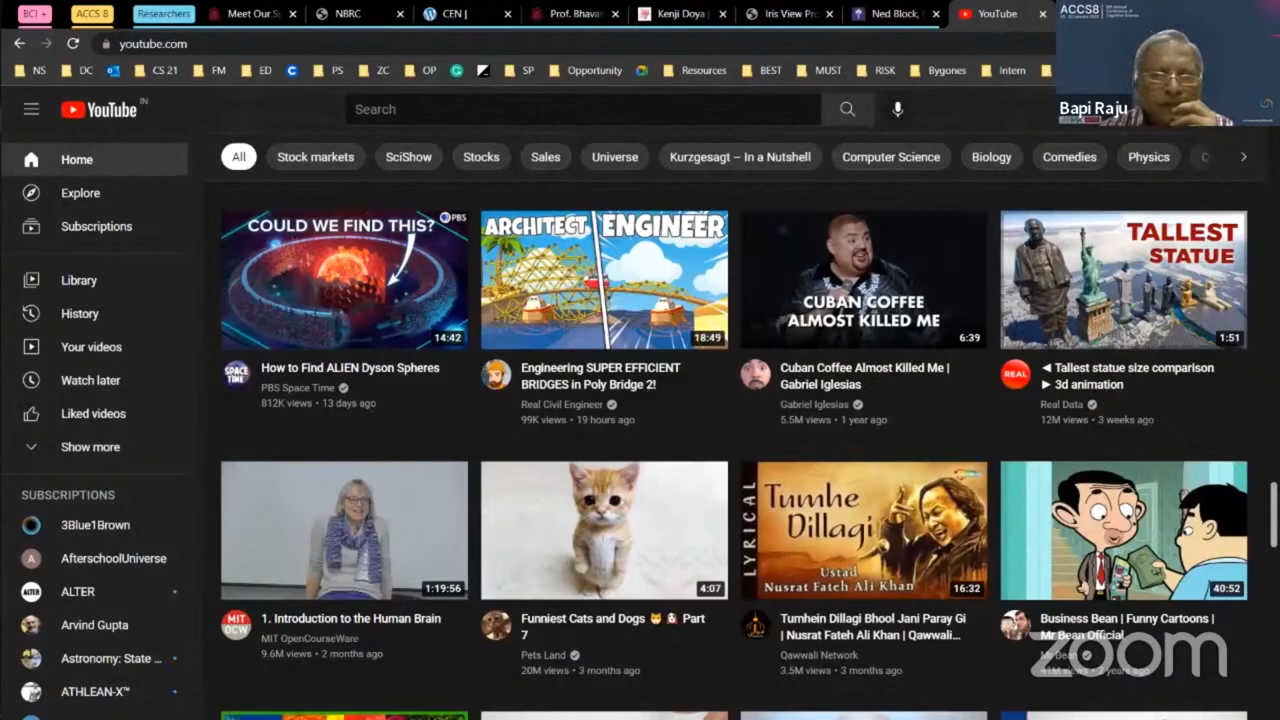 BCI +
ACCS 8
Researchers
Meet Our S
NBRC
CEN |
Prof. Bhava
Kenji Doya
Iris View Pr
Ned Block,
YouTube
youtube.com
NS
DC
CS 21
FM
ED
PS
ZC
OP
SP
Opportunity
Resources
BEST
MUST
RISK
Bygones
Intern
ACCS8
Bapi Raju
YouTube IN
Search
Home
Explore
Subscriptions
Library
History
Your videos
Watch later
Liked videos
Show more
SUBSCRIPTIONS
3Blue1Brown
AfterschoolUniverse
ALTER
Arvind Gupta
Astronomy: State ...
ATHLEAN-X™
All
Stock markets
SciShow
Stocks
Sales
Universe
Kurzgesagt – In a Nutshell
Computer Science
Biology
Comedies
Physics
COULD WE FIND THIS?
PBS
14:42
How to Find ALIEN Dyson Spheres
SPACE TIME
PBS Space Time
812K views • 13 days ago
ARCHITECT ENGINEER
18:49
Engineering SUPER EFFICIENT
BRIDGES in Poly Bridge 2!
Real Civil Engineer
99K views • 19 hours ago
CUBAN COFFEE
ALMOST KILLED ME
6:39
Cuban Coffee Almost Killed Me |
Gabriel Iglesias
Gabriel Iglesias
5.5M views • 1 year ago
TALLEST
STATUE
1:51
REAL
◀ Tallest statue size comparison
▶ 3d animation
Real Data
12M views • 3 weeks ago
1:19:56
MIT OCW
1. Introduction to the Human Brain
MIT OpenCourseWare
9.6M views • 2 months ago
4:07
Funniest Cats and Dogs 🐱🐶 Part
7
Pets Land
20M views • 3 months ago
LYRICAL
Tumhe
Dillagi
Ustad
Nusrat Fateh Ali Khan
16:32
Tumhein Dillagi Bhool Jani Paray Gi
| Nusrat Fateh Ali Khan | Qawwali...
Qawwali Network
3.5M views • 3 months ago
40:52
Business Bean | Funny Cartoons |
Mr Bean Official
Mr Bean
41M views • 2 years ago
zoom